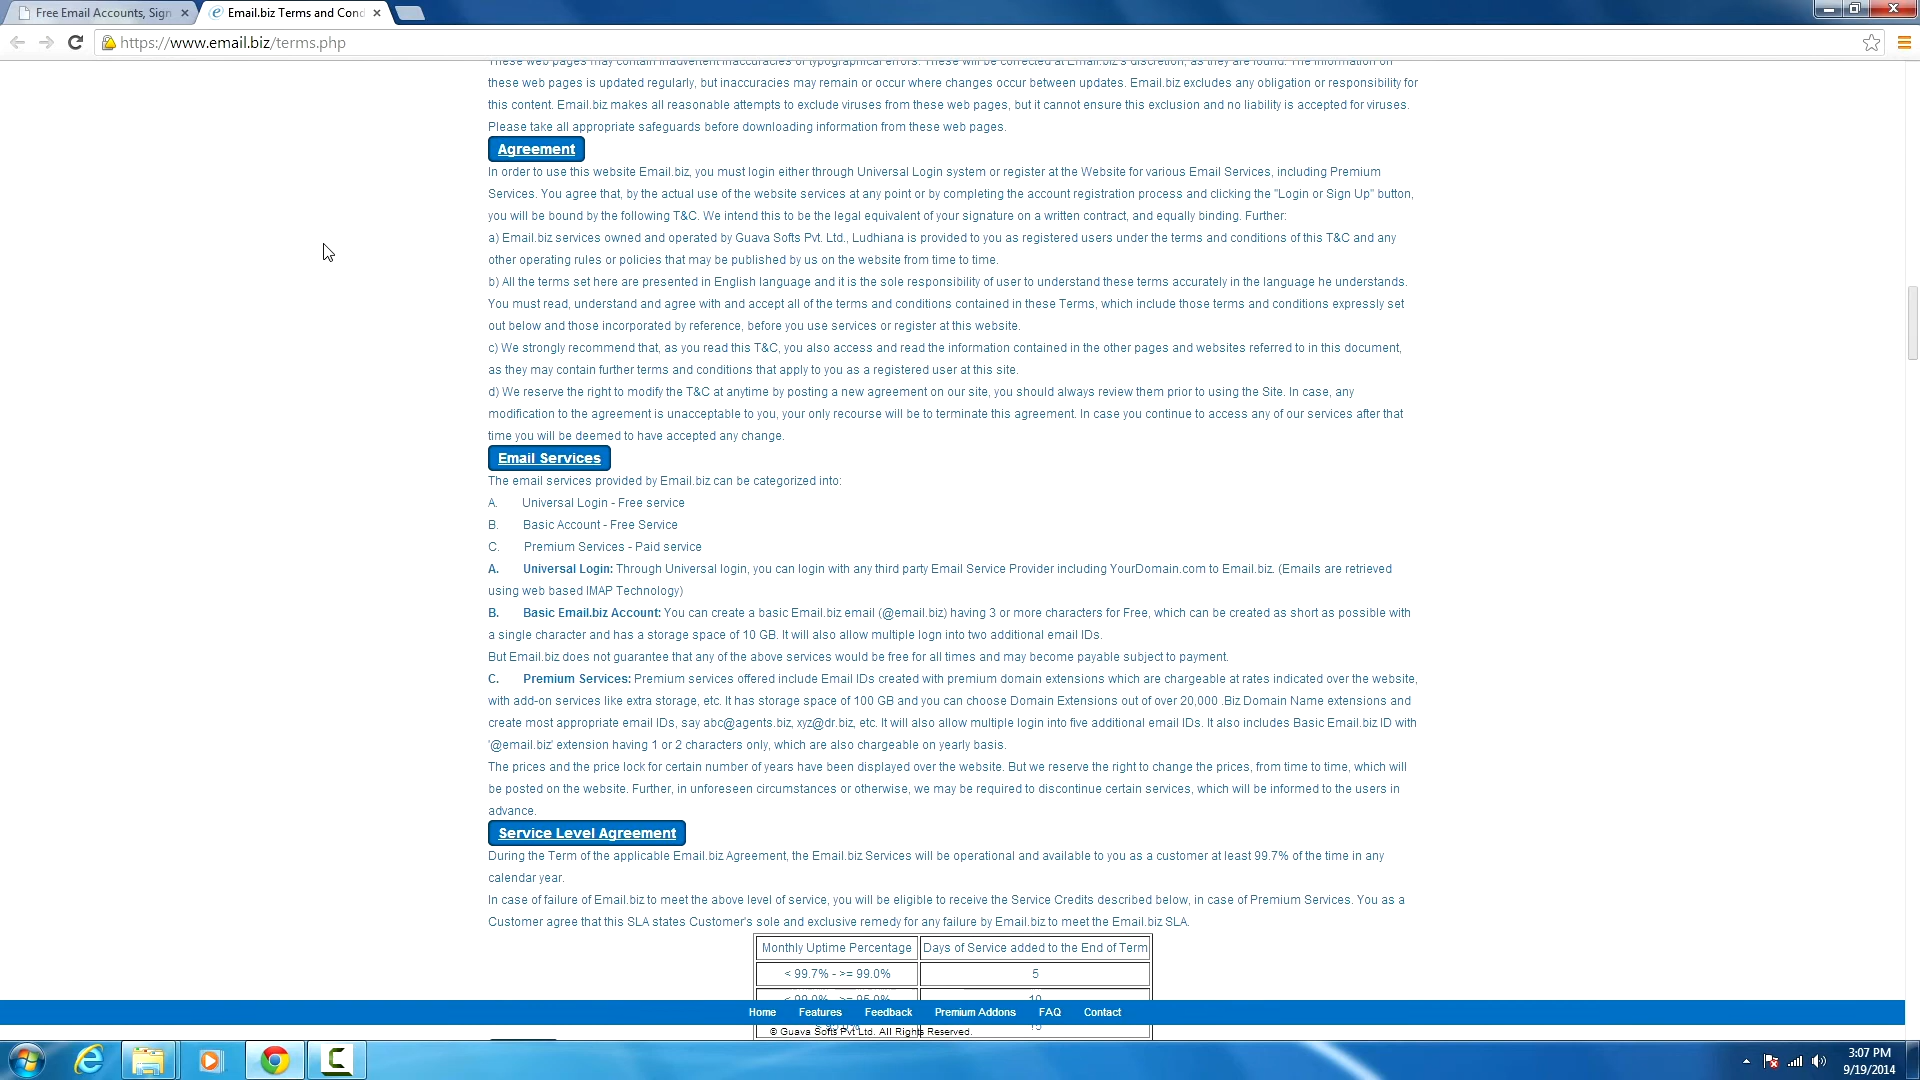 Free Email Accounts, Sign
Email.biz Terms and Cond
https://www.email.biz/terms.php
These web pages may contain inadvertent inaccuracies or typographical errors. These will be corrected at Email.biz's discretion, as they are found. The information on
these web pages is updated regularly, but inaccuracies may remain or occur where changes occur between updates. Email.biz excludes any obligation or responsibility for
this content. Email.biz makes all reasonable attempts to exclude viruses from these web pages, but it cannot ensure this exclusion and no liability is accepted for viruses.
Please take all appropriate safeguards before downloading information from these web pages.
Agreement
In order to use this website Email.biz, you must login either through Universal Login system or register at the Website for various Email Services, including Premium
Services. You agree that, by the actual use of the website services at any point or by completing the account registration process and clicking the "Login or Sign Up" button,
you will be bound by the following T&C. We intend this to be the legal equivalent of your signature on a written contract, and equally binding. Further:
a) Email.biz services owned and operated by Guava Softs Pvt. Ltd., Ludhiana is provided to you as registered users under the terms and conditions of this T&C and any
other operating rules or policies that may be published by us on the website from time to time.
b) All the terms set here are presented in English language and it is the sole responsibility of user to understand these terms accurately in the language he understands.
You must read, understand and agree with and accept all of the terms and conditions contained in these Terms, which include those terms and conditions expressly set
out below and those incorporated by reference, before you use services or register at this website.
c) We strongly recommend that, as you read this T&C, you also access and read the information contained in the other pages and websites referred to in this document,
as they may contain further terms and conditions that apply to you as a registered user at this site.
d) We reserve the right to modify the T&C at anytime by posting a new agreement on our site, you should always review them prior to using the Site. In case, any
modification to the agreement is unacceptable to you, your only recourse will be to terminate this agreement. In case you continue to access any of our services after that
time you will be deemed to have accepted any change.
Email Services
The email services provided by Email.biz can be categorized into:
A. Universal Login - Free service
B. Basic Account - Free Service
C. Premium Services - Paid service
A. Universal Login: Through Universal login, you can login with any third party Email Service Provider including YourDomain.com to Email.biz. (Emails are retrieved
using web based IMAP Technology)
B. Basic Email.biz Account: You can create a basic Email.biz email (@email.biz) having 3 or more characters for Free, which can be created as short as possible with
a single character and has a storage space of 10 GB. It will also allow multiple logn into two additional email IDs.
But Email.biz does not guarantee that any of the above services would be free for all times and may become payable subject to payment.
C. Premium Services: Premium services offered include Email IDs created with premium domain extensions which are chargeable at rates indicated over the website,
with add-on services like extra storage, etc. It has storage space of 100 GB and you can choose Domain Extensions out of over 20,000 .Biz Domain Name extensions and
create most appropriate email IDs, say abc@agents.biz, xyz@dr.biz, etc. It will also allow multiple login into five additional email IDs. It also includes Basic Email.biz ID with
'@email.biz' extension having 1 or 2 characters only, which are also chargeable on yearly basis.
The prices and the price lock for certain number of years have been displayed over the website. But we reserve the right to change the prices, from time to time, which will
be posted on the website. Further, in unforeseen circumstances or otherwise, we may be required to discontinue certain services, which will be informed to the users in
advance.
Service Level Agreement
During the Term of the applicable Email.biz Agreement, the Email.biz Services will be operational and available to you as a customer at least 99.7% of the time in any
calendar year.
In case of failure of Email.biz to meet the above level of service, you will be eligible to receive the Service Credits described below, in case of Premium Services. You as a
Customer agree that this SLA states Customer's sole and exclusive remedy for any failure by Email.biz to meet the Email.biz SLA.
Monthly Uptime Percentage Days of Service added to the End of Term
< 99.7% - >= 99.0% 5
< 99.0% - >= 95.0% 10
Home Features Feedback Premium Addons FAQ Contact
© Guava Softs Pvt Ltd. All Rights Reserved.
3:07 PM
9/19/2014